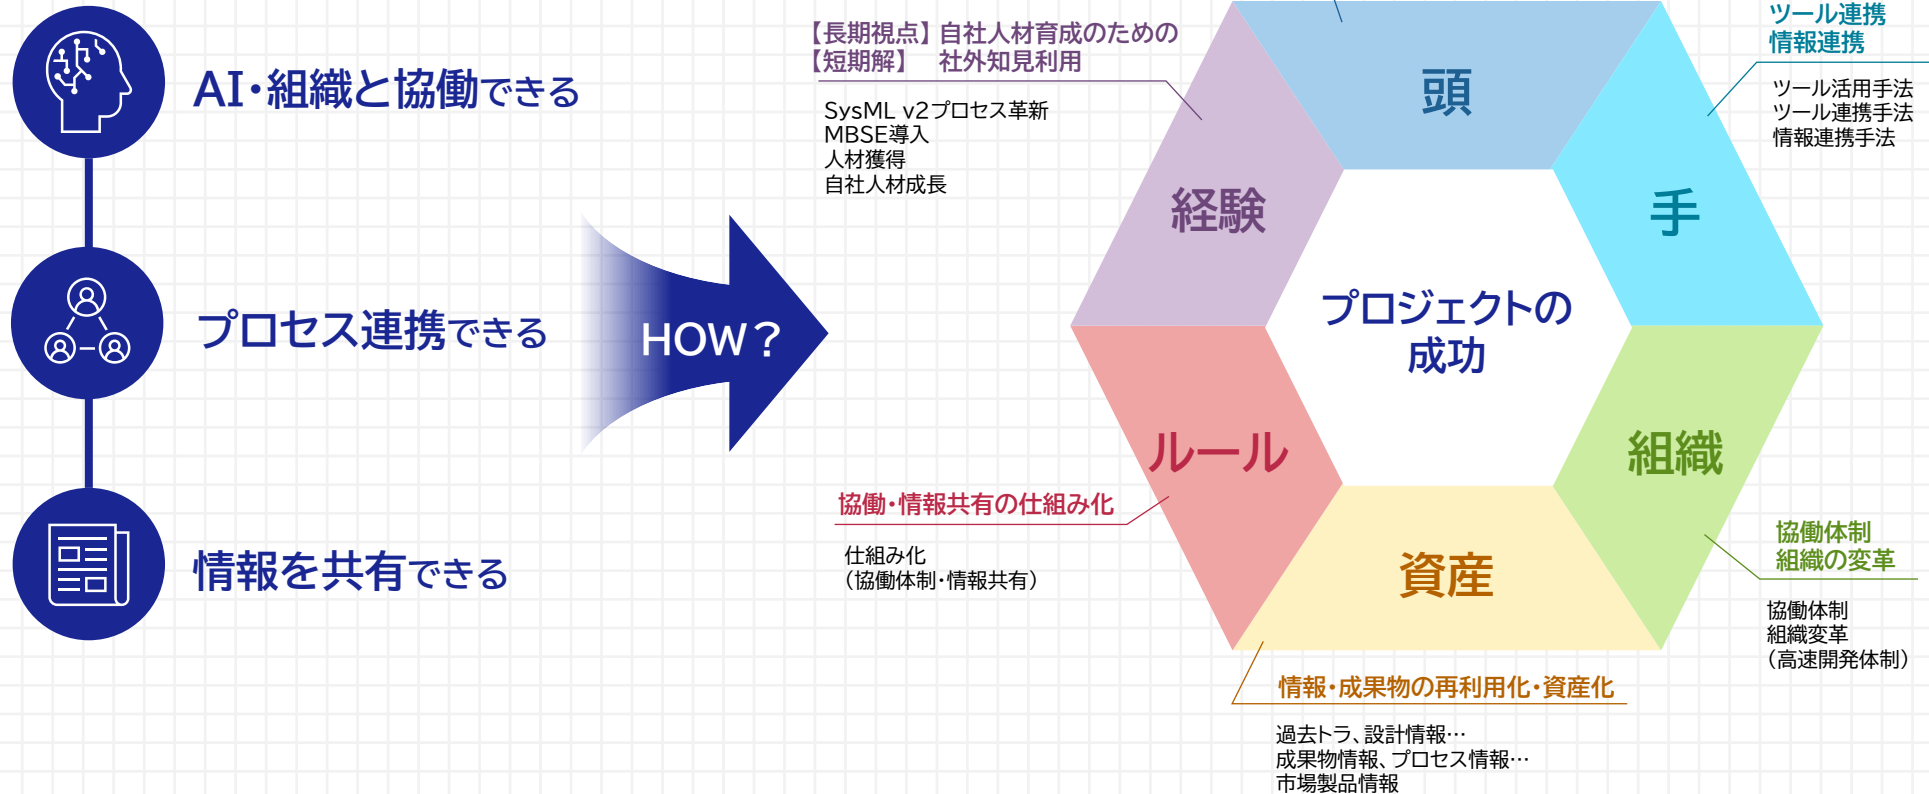 AI・組織と協働できる
プロセス連携できる
情報を共有できる
HOW？
【長期視点】自社人材育成のための
【短期解】　社外知見利用
SysML v2プロセス革新
MBSE導入
人材獲得
自社人材成長
頭
ツール連携
情報連携
ツール活用手法
ツール連携手法
情報連携手法
経験
手
プロジェクトの
成功
ルール
組織
協働・情報共有の仕組み化
仕組み化
（協働体制・情報共有）
資産
協働体制
組織の変革
協働体制
組織変革
（高速開発体制）
情報・成果物の再利用化・資産化
過去トラ、設計情報…
成果物情報、プロセス情報…
市場製品情報